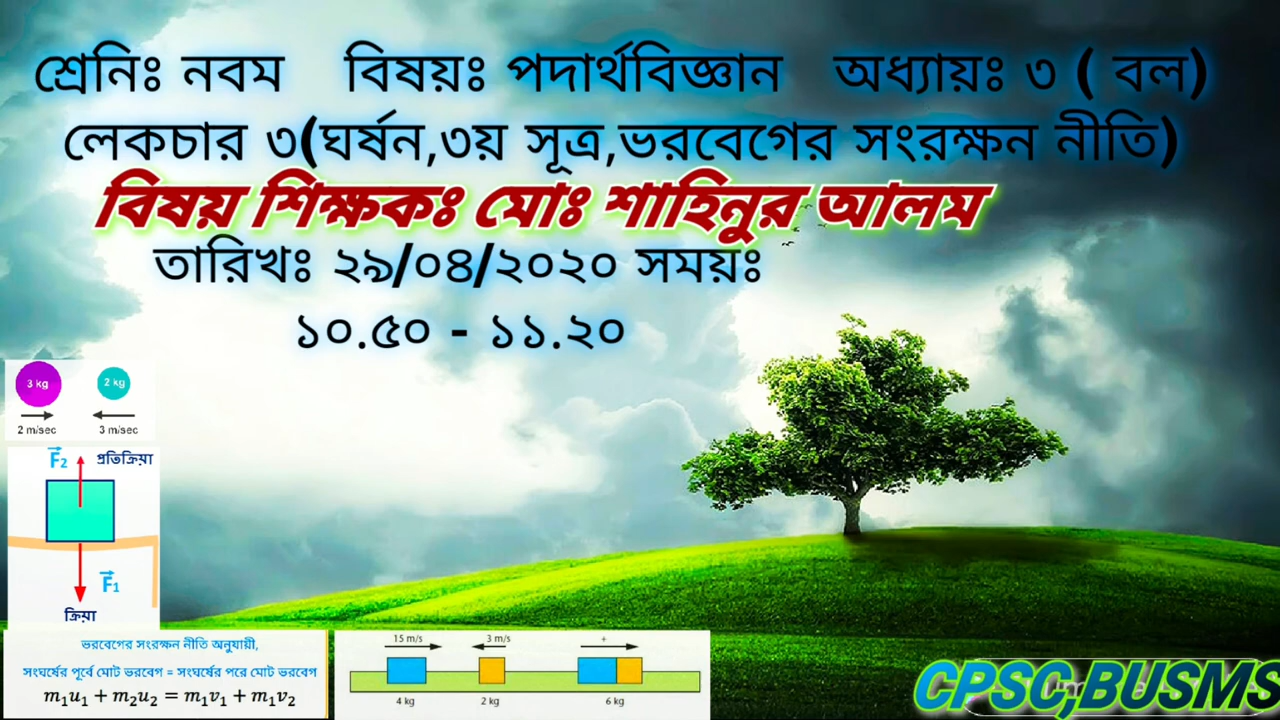 শ্রেনিঃ নবম বিষয়ঃ পদার্থবিজ্ঞান অধ্যায়ঃ ৩ ( বল)
লেকচার ৩(ঘর্ষন,৩য় সূত্র,ভরবেগের সংরক্ষন নীতি)
বিষয় শিক্ষকঃ মোঃ শাহিনুর আলম
তারিখঃ ২৯/০৪/২০২০ সময়ঃ
১০.৫০ - ১১.২০
3 kg 2 kg
2 m/sec 3 m/sec
F₂ প্রতিক্রিয়া
F₁
ক্রিয়া
ভরবেগের সংরক্ষন নীতি অনুযায়ী,
সংঘর্ষের পূর্বে মোট ভরবেগ = সংঘর্ষের পরে মোট ভরবেগ
m₁u₁ + m₂u₂ = m₁v₁ + m₁v₂
15 m/s 3 m/s +
4 kg 2 kg 6 kg
CPSC,BUSMS